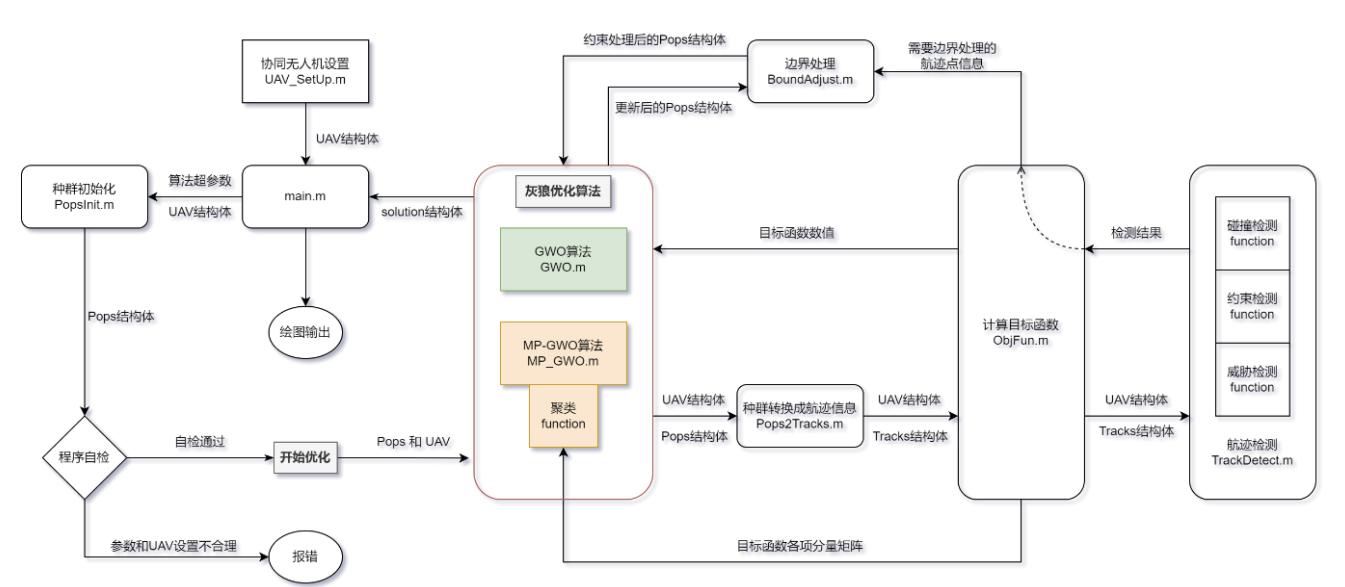 协同无人机设置
UAV_SetUp.m
UAV结构体
约束处理后的Pops结构体
更新后的Pops结构体
边界处理
BoundAdjust.m
需要边界处理的
航迹点信息
种群初始化
PopsInit.m
算法超参数
UAV结构体
main.m
solution结构体
灰狼优化算法
GWO算法
GWO.m
目标函数数值
检测结果
碰撞检测
function
约束检测
function
威胁检测
function
航迹检测
TrackDetect.m
Pops结构体
绘图输出
MP-GWO算法
MP_GWO.m
聚类
function
计算目标函数
ObjFun.m
UAV结构体
Pops结构体
种群转换成航迹信息
Pops2Tracks.m
UAV结构体
Tracks结构体
UAV结构体
Tracks结构体
程序自检
自检通过
开始优化
Pops 和 UAV
参数和UAV设置不合理
报错
目标函数各项分量矩阵